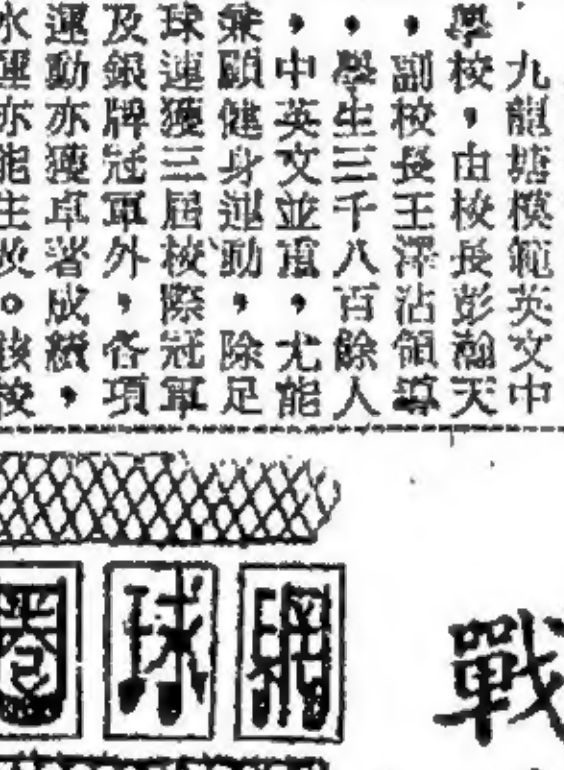 九龍塘模範英文中
學校，由校長彭瀚天
，副校長王澤沾領導
，學生三千八百餘人
，中英文並重，尤能
兼顧健身運動，除足
球連獲三屆校際冠軍
及銀牌冠軍外，各項
運動亦獲卓著成績，
水運亦能主改。該校
戰
網球圈